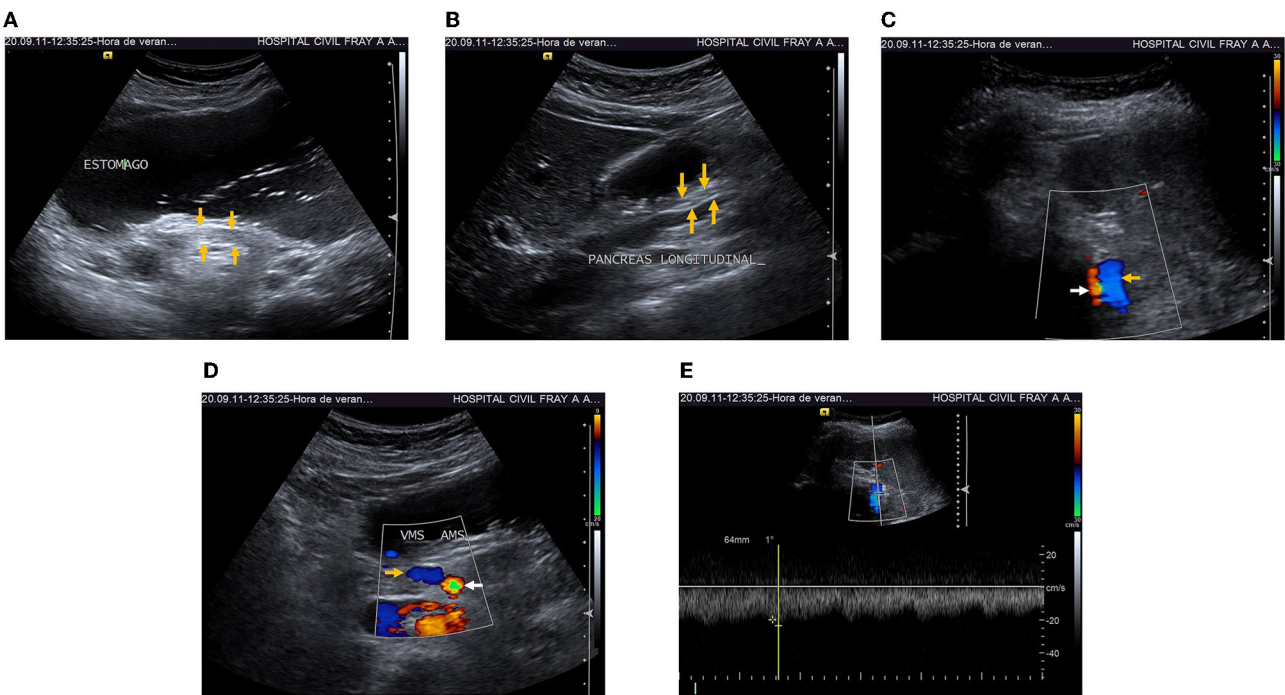 A
B
C
20.09.11-12:35:25-Hora de veran... HOSPITAL CIVIL FRAY A A...
20.09.11-12:35:25-Hora de veran... HOSPITAL CIVIL FRAY A A...
20.09.11-12:35:25-Hora de veran... HOSPITAL CIVIL FRAY A A...
ESTOMAGO
PANCREAS LONGITUDINAL_
30
30
cm/s
D
E
20.09.11-12:35:25-Hora de veran... HOSPITAL CIVIL FRAY A A...
20.09.11-12:35:25-Hora de veran... HOSPITAL CIVIL FRAY A A...
9
28
cm/s
VMS AMS
30
30
cm/s
64mm 1°
20
cm/s
-20
-40